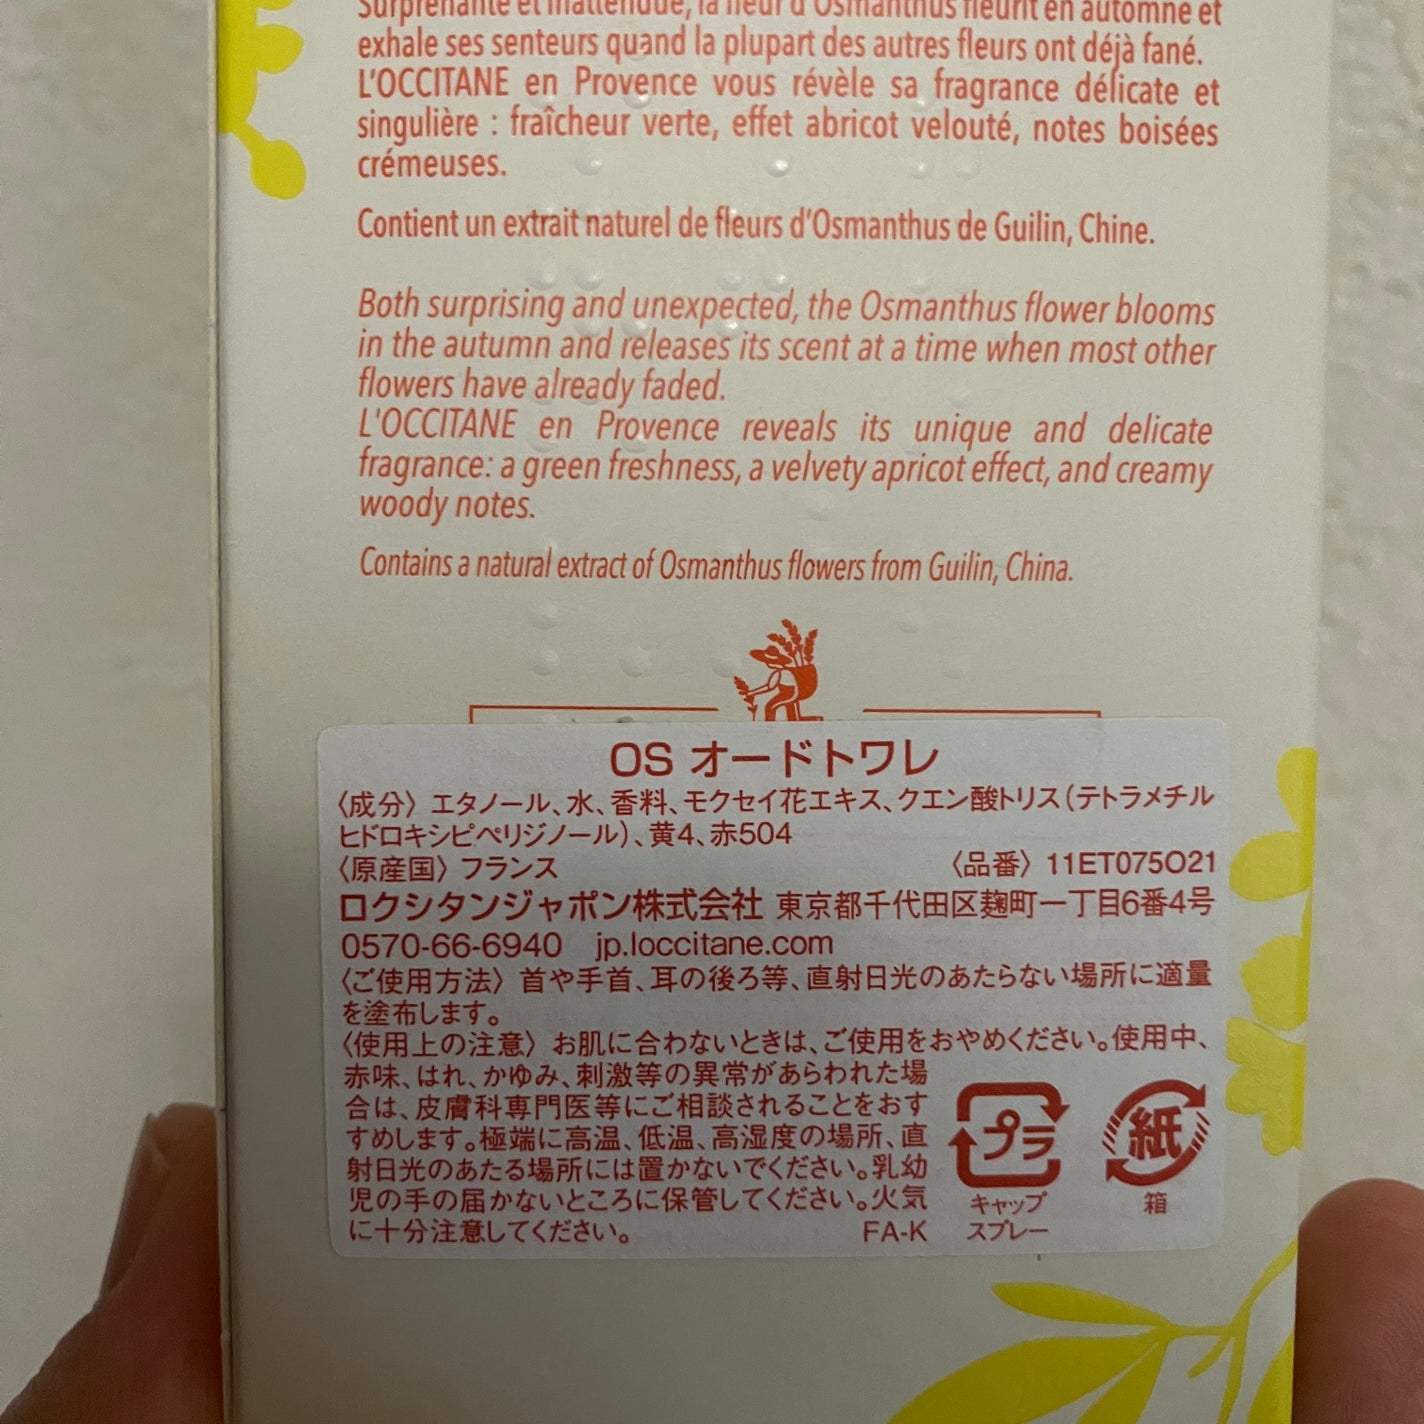 Surprenante et inattendue, la fleur d'Osmanthus fleurit en automne et
exhale ses senteurs quand la plupart des autres fleurs ont déjà fané.
L'OCCITANE en Provence vous révèle sa fragrance délicate et
singulière : fraîcheur verte, effet abricot velouté, notes boisées
crémeuses.
Contient un extrait naturel de fleurs d'Osmanthus de Guilin, Chine.
Both surprising and unexpected, the Osmanthus flower blooms
in the autumn and releases its scent at a time when most other
flowers have already faded.
L'OCCITANE en Provence reveals its unique and delicate
fragrance: a green freshness, a velvety apricot effect, and creamy
woody notes.
Contains a natural extract of Osmanthus flowers from Guilin, China.
OS オードトワレ
〈成分〉エタノール、水、香料、モクセイ花エキス、クエン酸トリス(テトラメチル
ヒドロキシピペリジノール)、黄4、赤504
〈原産国〉フランス 〈品番〉11ET075O21
ロクシタンジャポン株式会社 東京都千代田区麹町一丁目6番4号
0570-66-6940 jp.loccitane.com
〈ご使用方法〉首や手首、耳の後ろ等、直射日光のあたらない場所に適量
を塗布します。
〈使用上の注意〉お肌に合わないときは、ご使用をおやめください。使用中、
赤味、はれ、かゆみ、刺激等の異常があらわれた場
合は、皮膚科専門医等にご相談されることをおす
すめします。極端に高温、低温、高湿度の場所、直
射日光のあたる場所には置かないでください。乳幼
児の手の届かないところに保管してください。火気
に十分注意してください。 FA-K
プラ
キャップ
スプレー
紙
箱